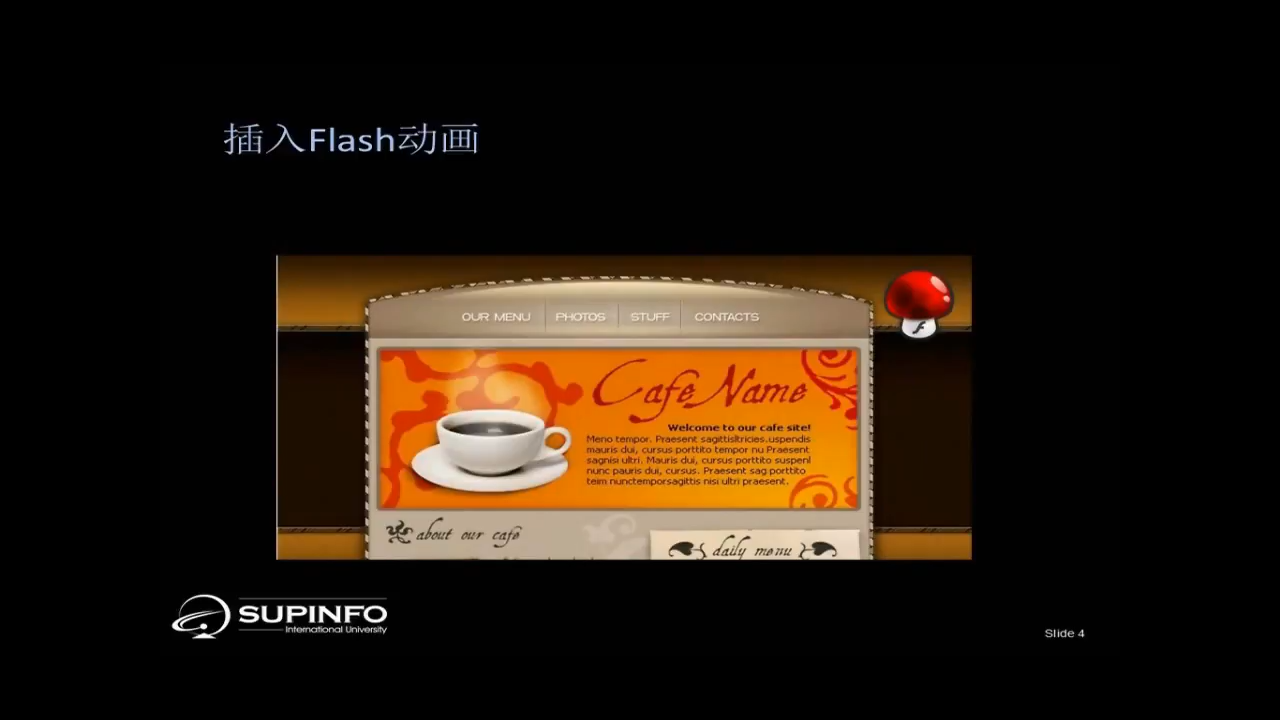 插入Flash动画
OUR MENU PHOTOS STUFF CONTACTS
Cafe Name
Welcome to our cafe site!
Meno tempor. Praesent sagittisltricies.uspendis
mauris dui, cursus porttito tempor nu Praesent
sagnisi ultri. Mauris dui, cursus porttito suspenl
nunc pauris dui, cursus. Praesent sag porttito
teim nunctemporsagittis nisi ultri praesent.
about our cafe
daily menu
SUPINFO
International University
Slide 4